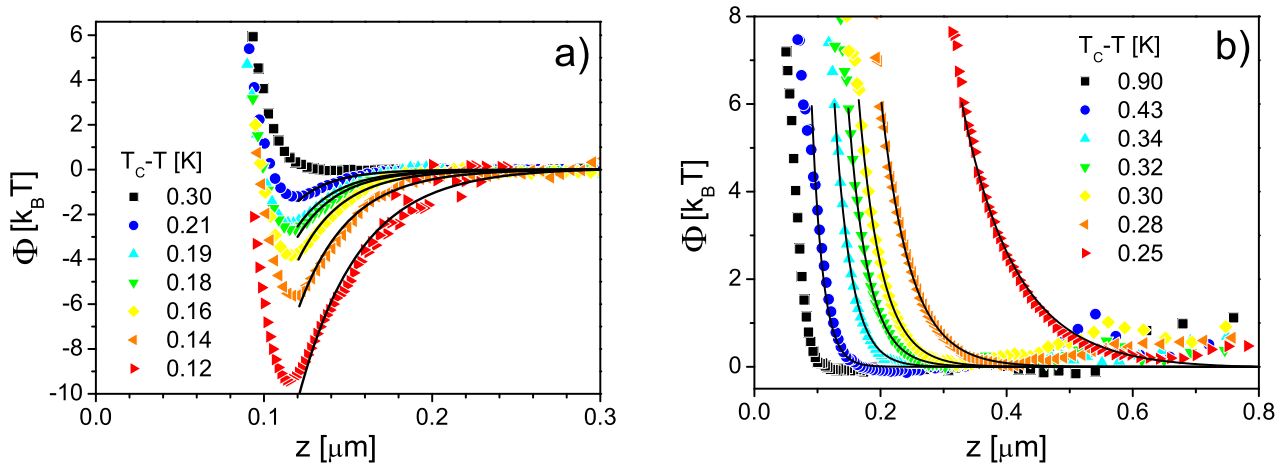 a)
6
4
2
0
-2
-4
-6
-8
-10
Φ [k_BT]
T_C-T [K]
0.30
0.21
0.19
0.18
0.16
0.14
0.12
0.0 0.1 0.2 0.3
z [μm]
b)
8
6
4
2
0
Φ [k_BT]
T_C-T [K]
0.90
0.43
0.34
0.32
0.30
0.28
0.25
0.0 0.2 0.4 0.6 0.8
z [μm]